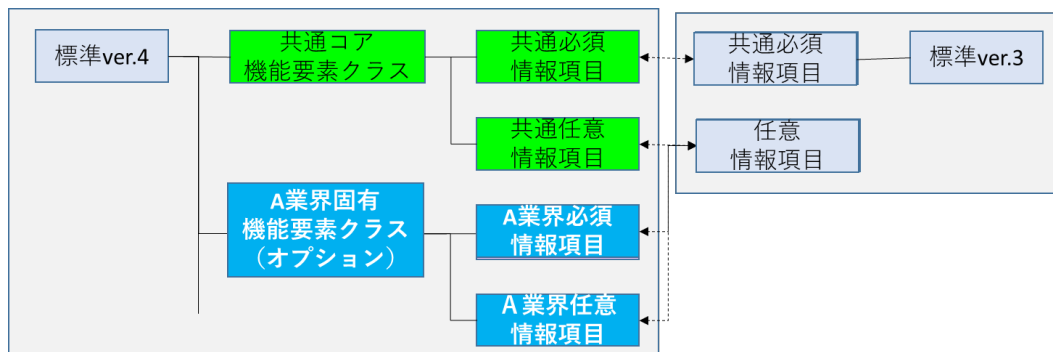 標準ver.4
共通コア
機能要素クラス
共通必須
情報項目
共通任意
情報項目
A業界固有
機能要素クラス
（オプション）
A業界必須
情報項目
Ａ業界任意
情報項目
共通必須
情報項目
標準ver.3
任意
情報項目